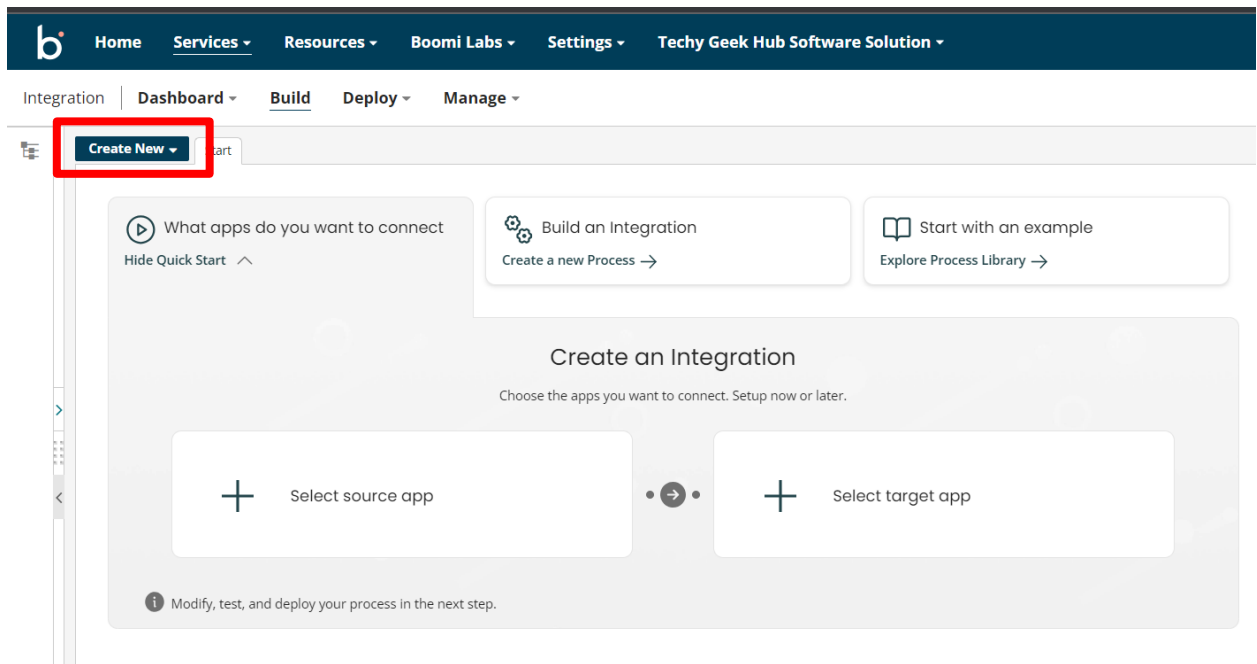 b
Home Services Resources Boomi Labs Settings Techy Geek Hub Software Solution
Integration Dashboard Build Deploy Manage
Create New
What apps do you want to connect
Hide Quick Start
Build an Integration
Create a new Process →
Start with an example
Explore Process Library →
Create an Integration
Choose the apps you want to connect. Setup now or later.
Select source app
Select target app
Modify, test, and deploy your process in the next step.